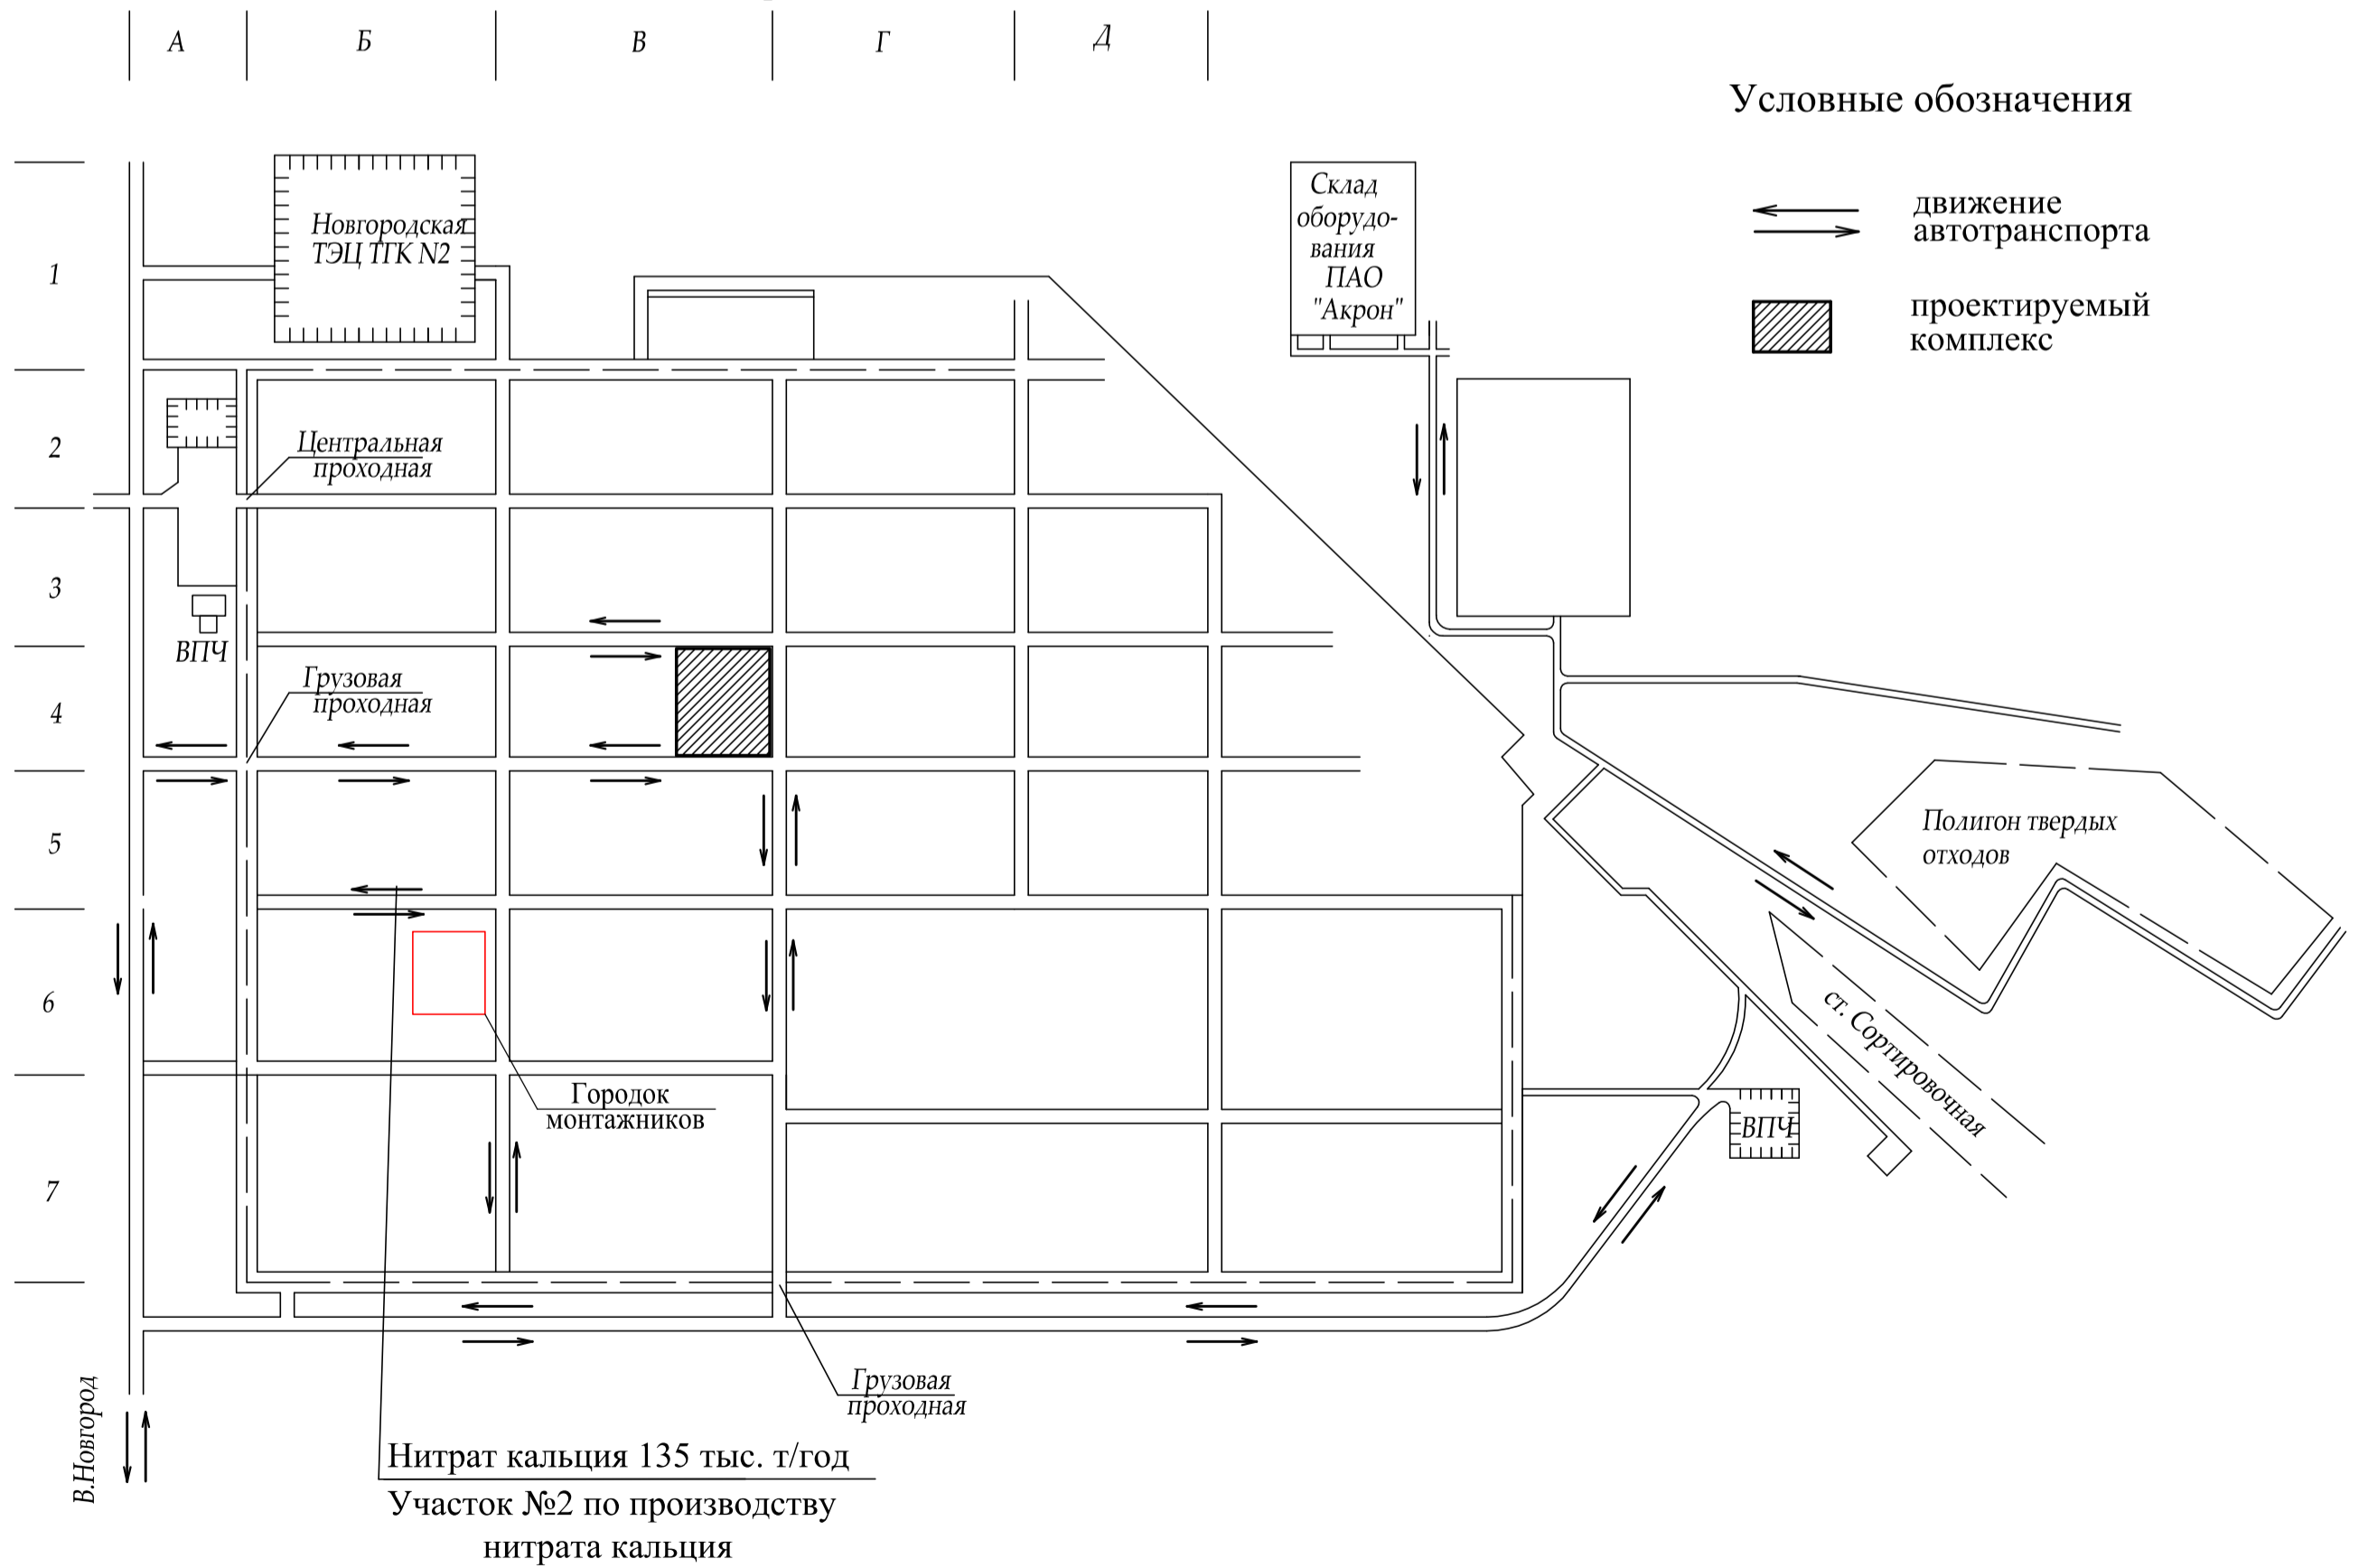 А Б В Г Д
Условные обозначения
движение
автотранспорта
проектируемый
комплекс
1
2
3
4
5
6
7
Новгородская
ТЭЦ ТГК N2
Склад
оборудо-
вания
ПАО
"Акрон"
Центральная
проходная
ВПЧ
Грузовая
проходная
Полигон твердых
отходов
ст. Сортировочная
Городок
монтажников
ВПЧ
Грузовая
проходная
В.Новгород
Нитрат кальция 135 тыс. т/год
Участок №2 по производству
нитрата кальция